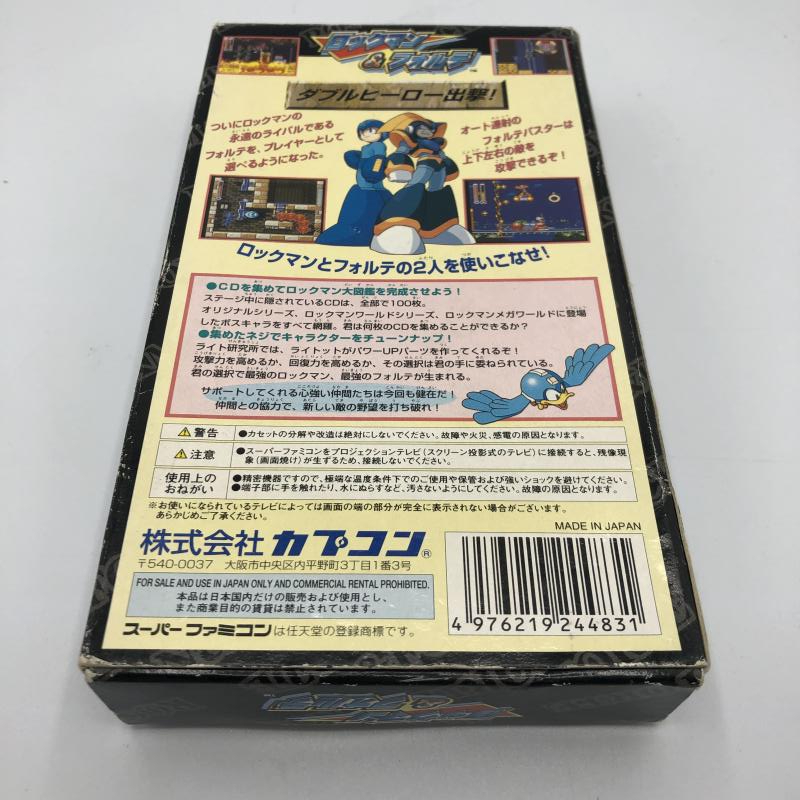 ロックマン
&フォルテ
ダブルヒーロー出撃!
ついにロックマンの
永遠のライバルである
フォルテを、プレイヤーとして
選べるようになった。
オート連射の
フォルテバスターは
上下左右の敵を
攻撃できるぞ!
ロックマンとフォルテの2人を使いこなせ!
●CDを集めてロックマン大図鑑を完成させよう!
ステージ中に隠されているCDは、全部で100枚。
オリジナルシリーズ、ロックマンワールドシリーズ、ロックマンメガワールドに登場
したボスキャラをすべて網羅。君は何枚のCDを集めることができるか?
●集めたネジでキャラクターをチューンナップ!
ライト研究所では、ライトットがパワーUPパーツを作ってくれるぞ!
攻撃力を高めるか、回復力を高めるか、その選択は君の手に委ねられている。
君の選択で最強のロックマン、最強のフォルテが生まれる。
サポートしてくれる心強い仲間たちは今回も健在だ!
仲間との協力で、新しい敵の野望を打ち破れ!
警告 ●カセットの分解や改造は絶対にしないでください。故障や火災、感電の原因となります。
注意 ●スーパーファミコンをプロジェクションテレビ(スクリーン投影式のテレビ)に接続すると、残像現
象(画面焼け)が生ずるため、接続しないでください。
使用上の
おねがい
●精密機器ですので、極端な温度条件下でのご使用や保管および強いショックを避けてください。
●端子部に手を触れたり、水にぬらすなど、汚さないようにしてください。故障の原因となります。
※お使いになられているテレビによっては画面の端の部分が完全に表示されない場合がございます。
あらかじめご了承ください。
MADE IN JAPAN
株式会社 カプコン®
〒540-0037 大阪市中央区内平野町3丁目1番3号
FOR SALE AND USE IN JAPAN ONLY AND COMMERCIAL RENTAL PROHIBITED.
本品は日本国内だけの販売および使用とし、
また商業目的の賃貸は禁止されています。
スーパーファミコンは任天堂の登録商標です。
4 976219 244831
ロックマン&フォルテ